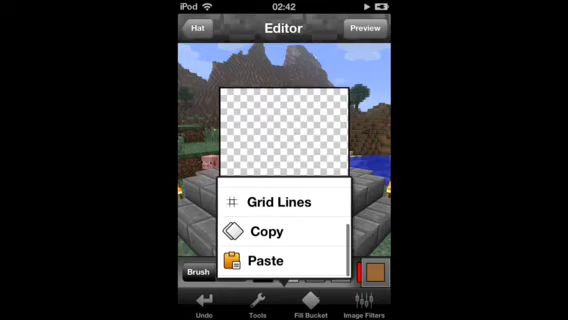 iPod 02:42
Hat Editor Preview
Grid Lines
Copy
Paste
Brush
Undo Tools Fill Bucket Image Filters